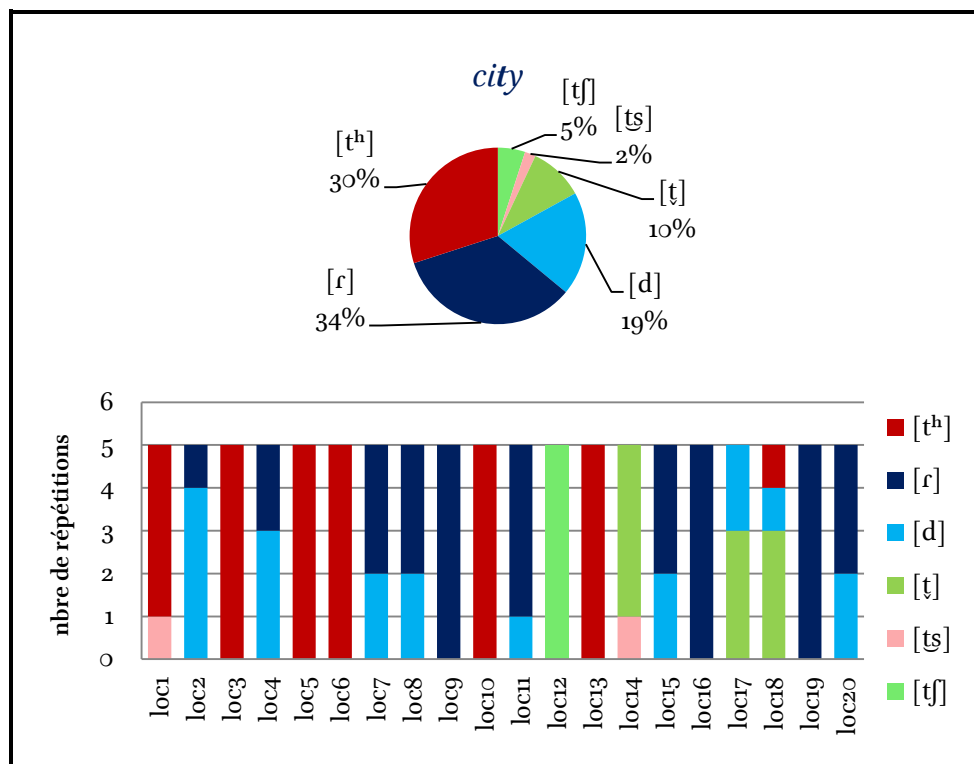 city
[tʃ]
5%
[t͜s]
2%
[tʰ]
30%
[t̬]
10%
[ɾ]
34%
[d]
19%
nbre de répétitions
6
5
4
3
2
1
0
loc1 loc2 loc3 loc4 loc5 loc6 loc7 loc8 loc9 loc10 loc11 loc12 loc13 loc14 loc15 loc16 loc17 loc18 loc19 loc20
[tʰ]
[ɾ]
[d]
[t̬]
[t͜s]
[tʃ]